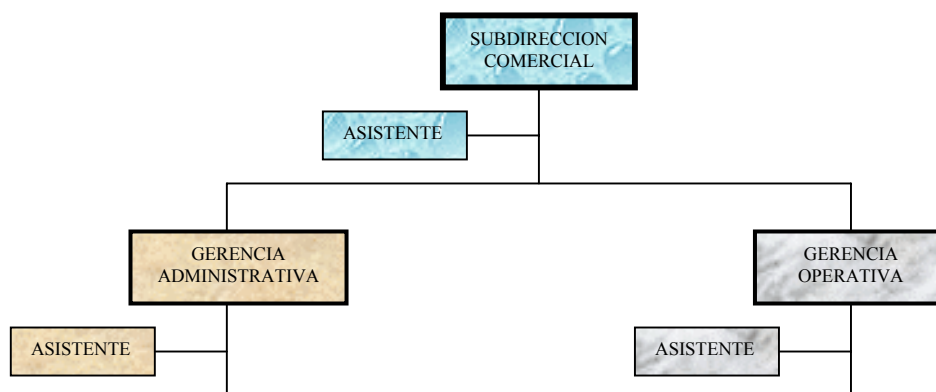 SUBDIRECCION
COMERCIAL
ASISTENTE
GERENCIA
ADMINISTRATIVA
GERENCIA
OPERATIVA
ASISTENTE
ASISTENTE